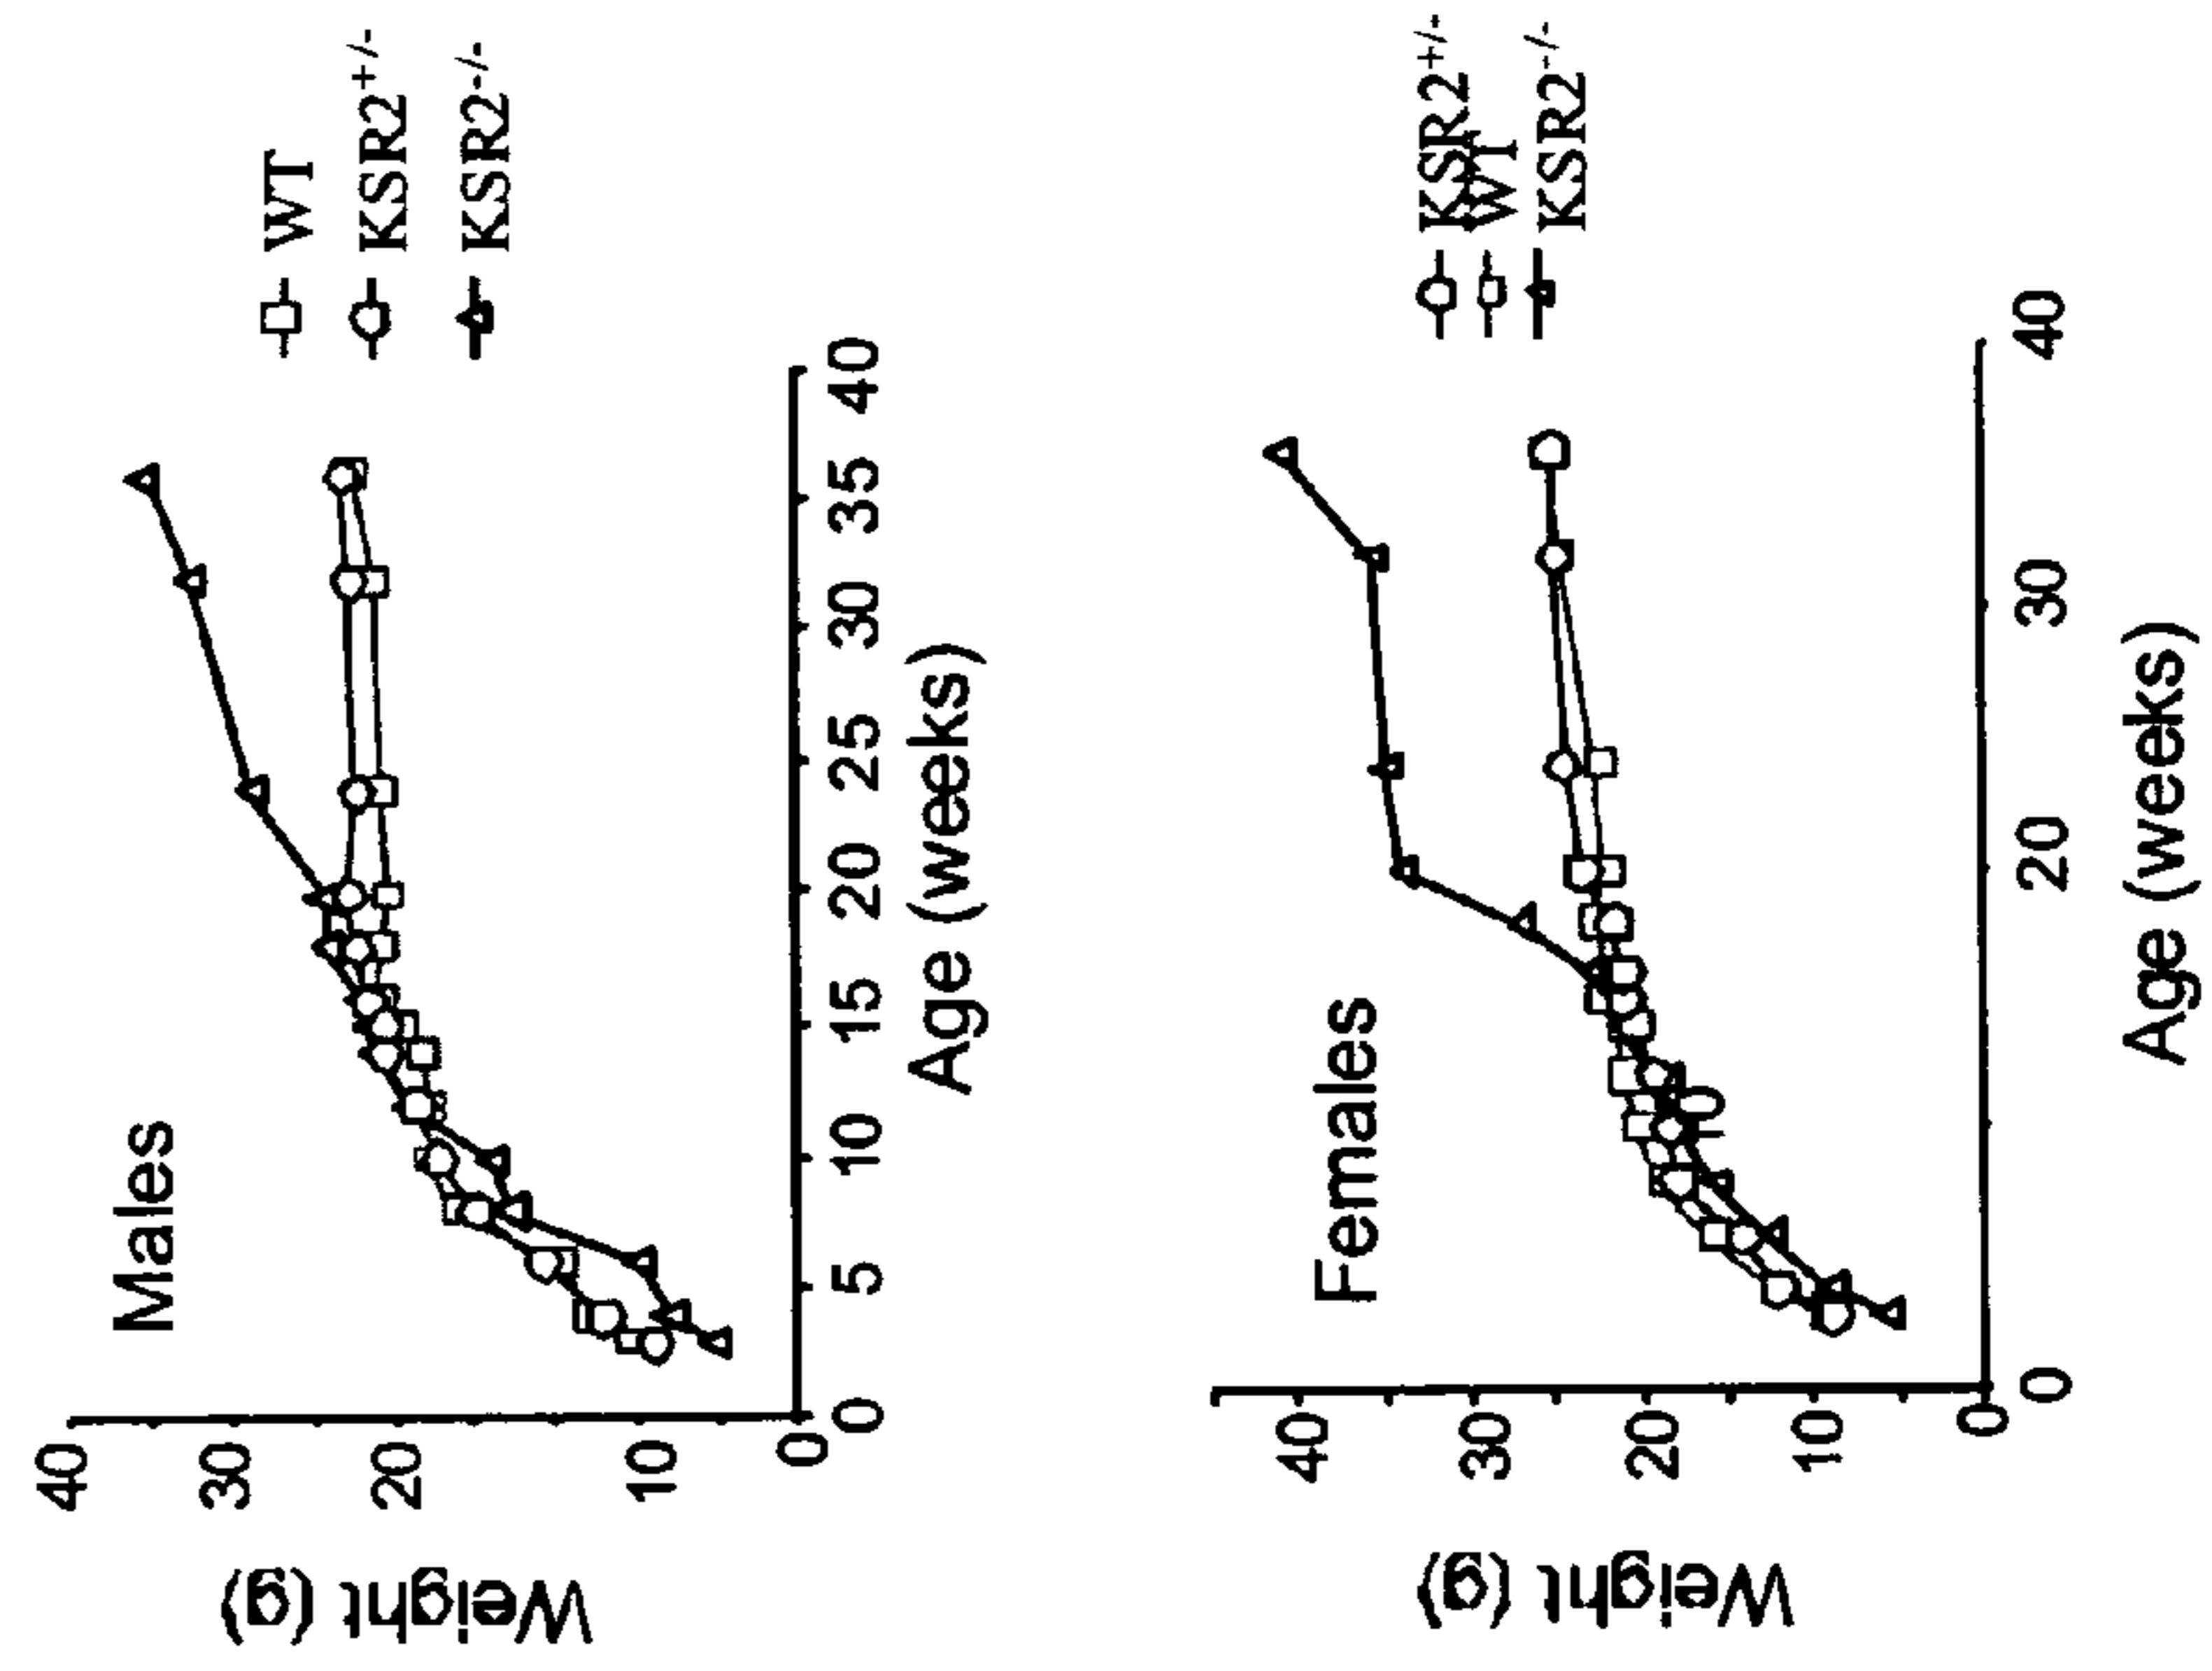 Males
Weight (g)
40
30
20
10
0
0 5 10 15 20 25 30 35 40
Age (weeks)
WT
KSR2+/-
KSR2-/-
Females
Weight (g)
40
30
20
10
0
0 10 20 30 40
Age (weeks)
KSR2+/-
WT
KSR2-/-